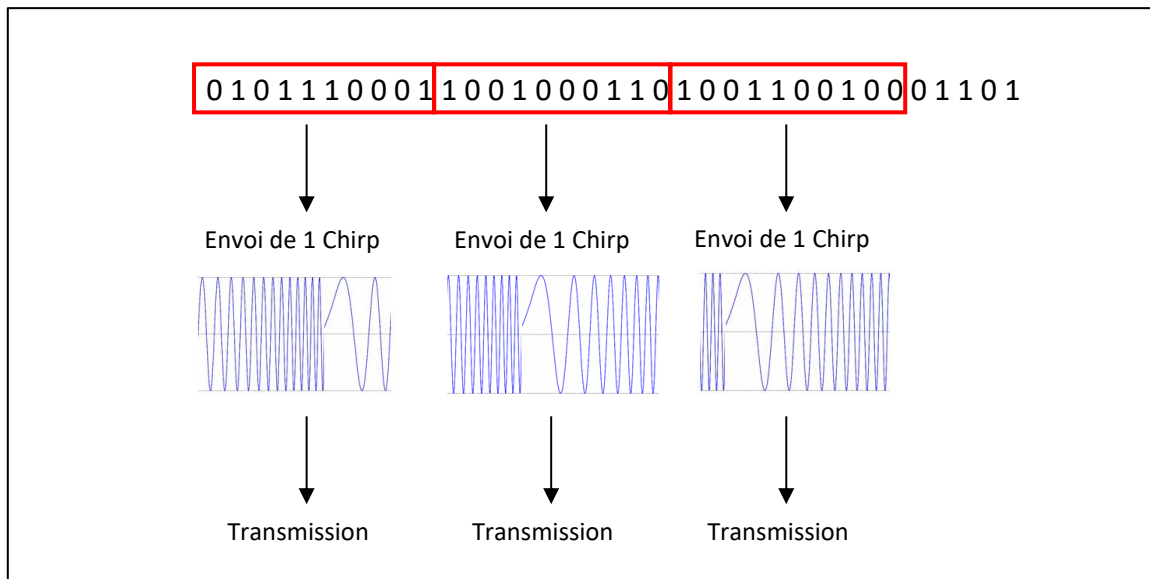 0 1 0 1 1 1 0 0 0 1 1 0 0 1 0 0 0 1 1 0 1 0 0 1 1 0 0 1 0 0 0 1 1 0 1
Envoi de 1 Chirp Envoi de 1 Chirp Envoi de 1 Chirp
Transmission Transmission Transmission